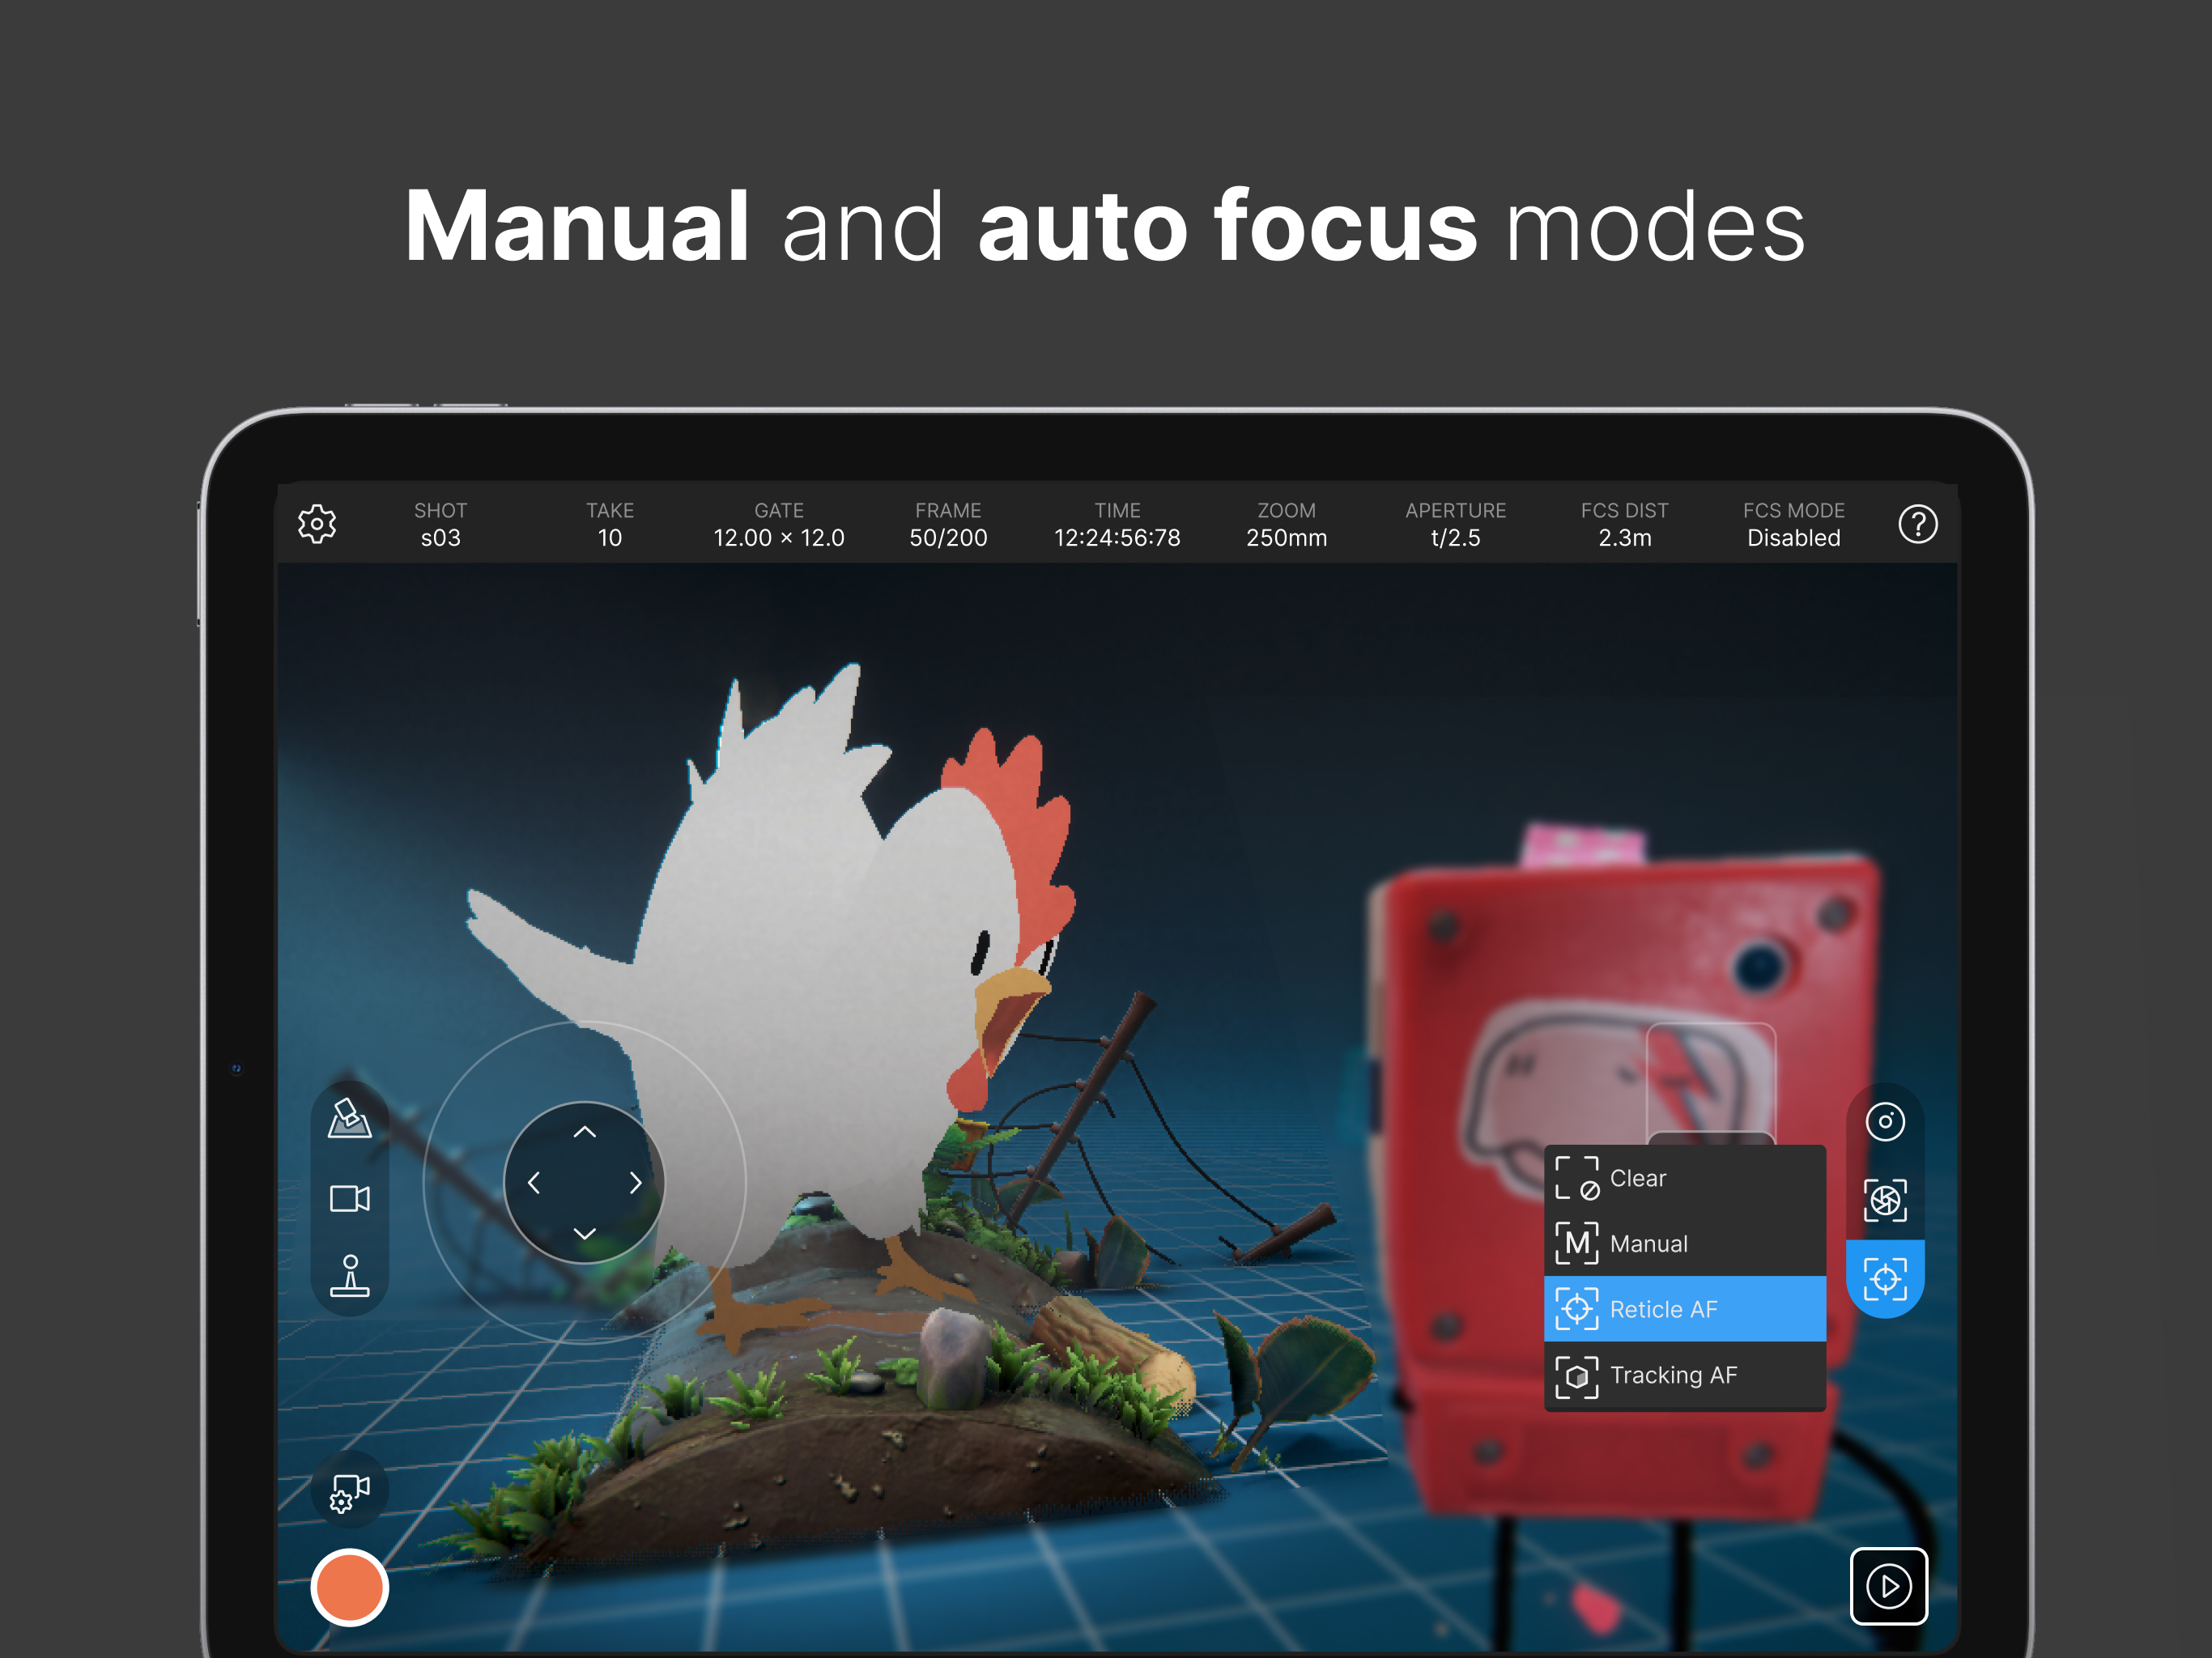 Manual and auto focus modes
SHOT TAKE GATE FRAME TIME ZOOM APERTURE FCS DIST FCS MODE
s03 10 12.00 × 12.0 50/200 12:24:56:78 250mm t/2.5 2.3m Disabled
Clear
M Manual
Reticle AF
Tracking AF